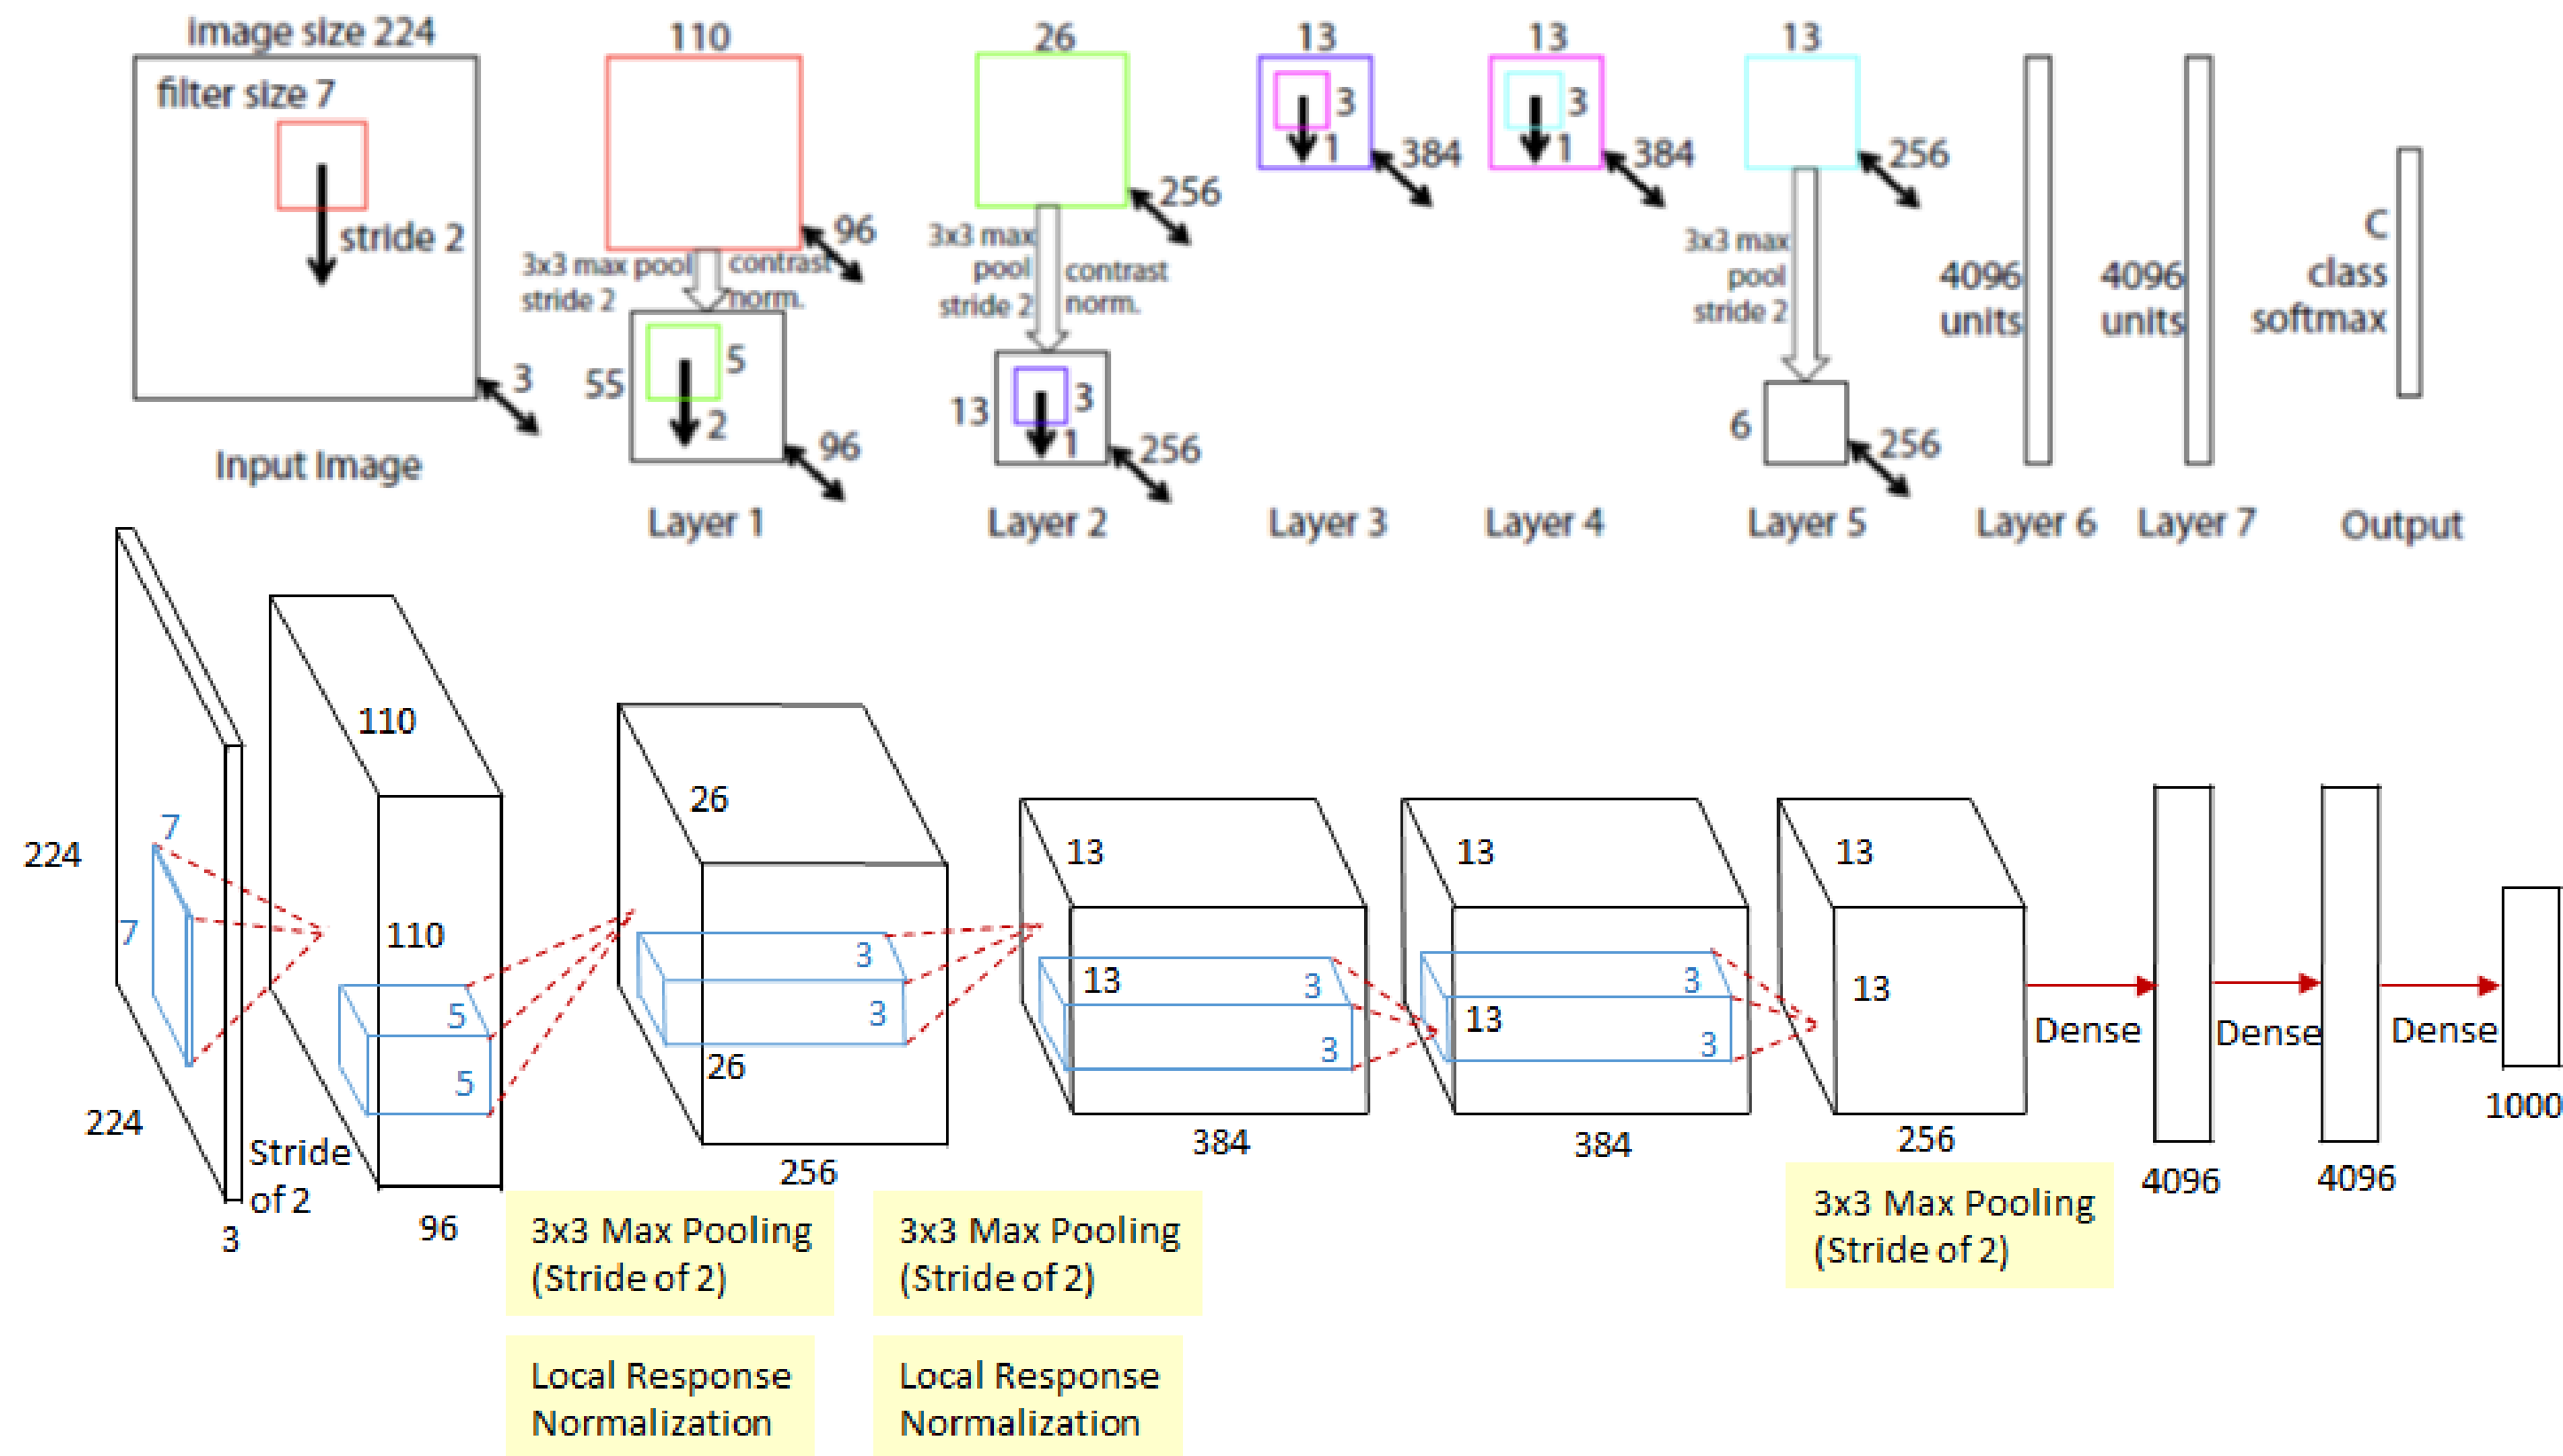 image size 224
filter size 7
stride 2
3
Input Image
110
96
3x3 max pool
stride 2
contrast
norm.
55
5
2
96
Layer 1
26
256
3x3 max
pool
stride 2
contrast
norm.
13
3
1
256
Layer 2
13
3
1
384
Layer 3
13
3
1
384
Layer 4
13
256
3x3 max
pool
stride 2
6
256
Layer 5
4096
units
Layer 6
4096
units
Layer 7
C
class
softmax
Output
224
7
7
224
Stride
of 2
3
110
110
5
5
96
26
3
3
26
256
13
13
3
3
384
13
13
3
3
384
13
13
256
Dense
4096
Dense
4096
Dense
1000
3x3 Max Pooling
(Stride of 2)
Local Response
Normalization
3x3 Max Pooling
(Stride of 2)
Local Response
Normalization
3x3 Max Pooling
(Stride of 2)